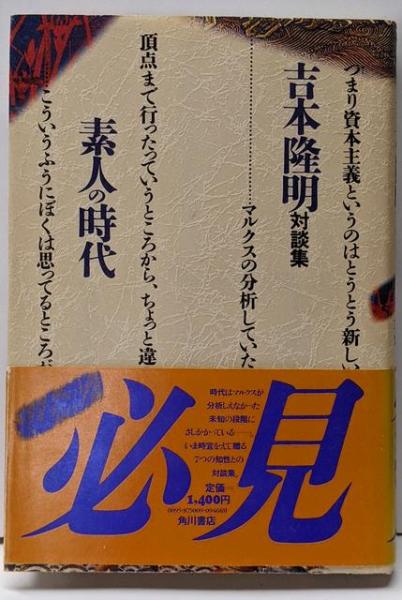 つまり資本主義というのはとうとう新しい
吉本隆明対談集
……………………マルクスの分析していた
頂点まで行ったっていうところから、ちょっと違
素人の時代
………こういうふうにぼくは思ってるところが
必見
時代はマルクスが
分析しえなかった
未知の段階に
さしかかっている──。
いま時宜をえて贈る
7つの知性との
対談集。
定価=
1,400円
角川書店